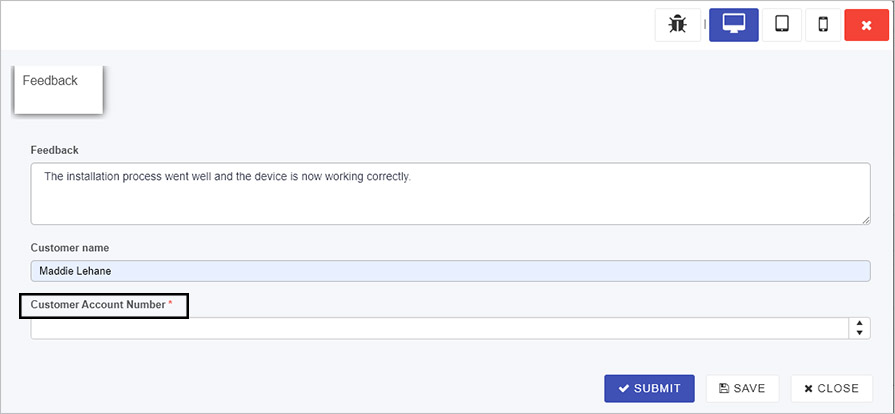 Feedback
Feedback
The installation process went well and the device is now working correctly.
Customer name
Maddie Lehane
Customer Account Number *
SUBMIT SAVE CLOSE